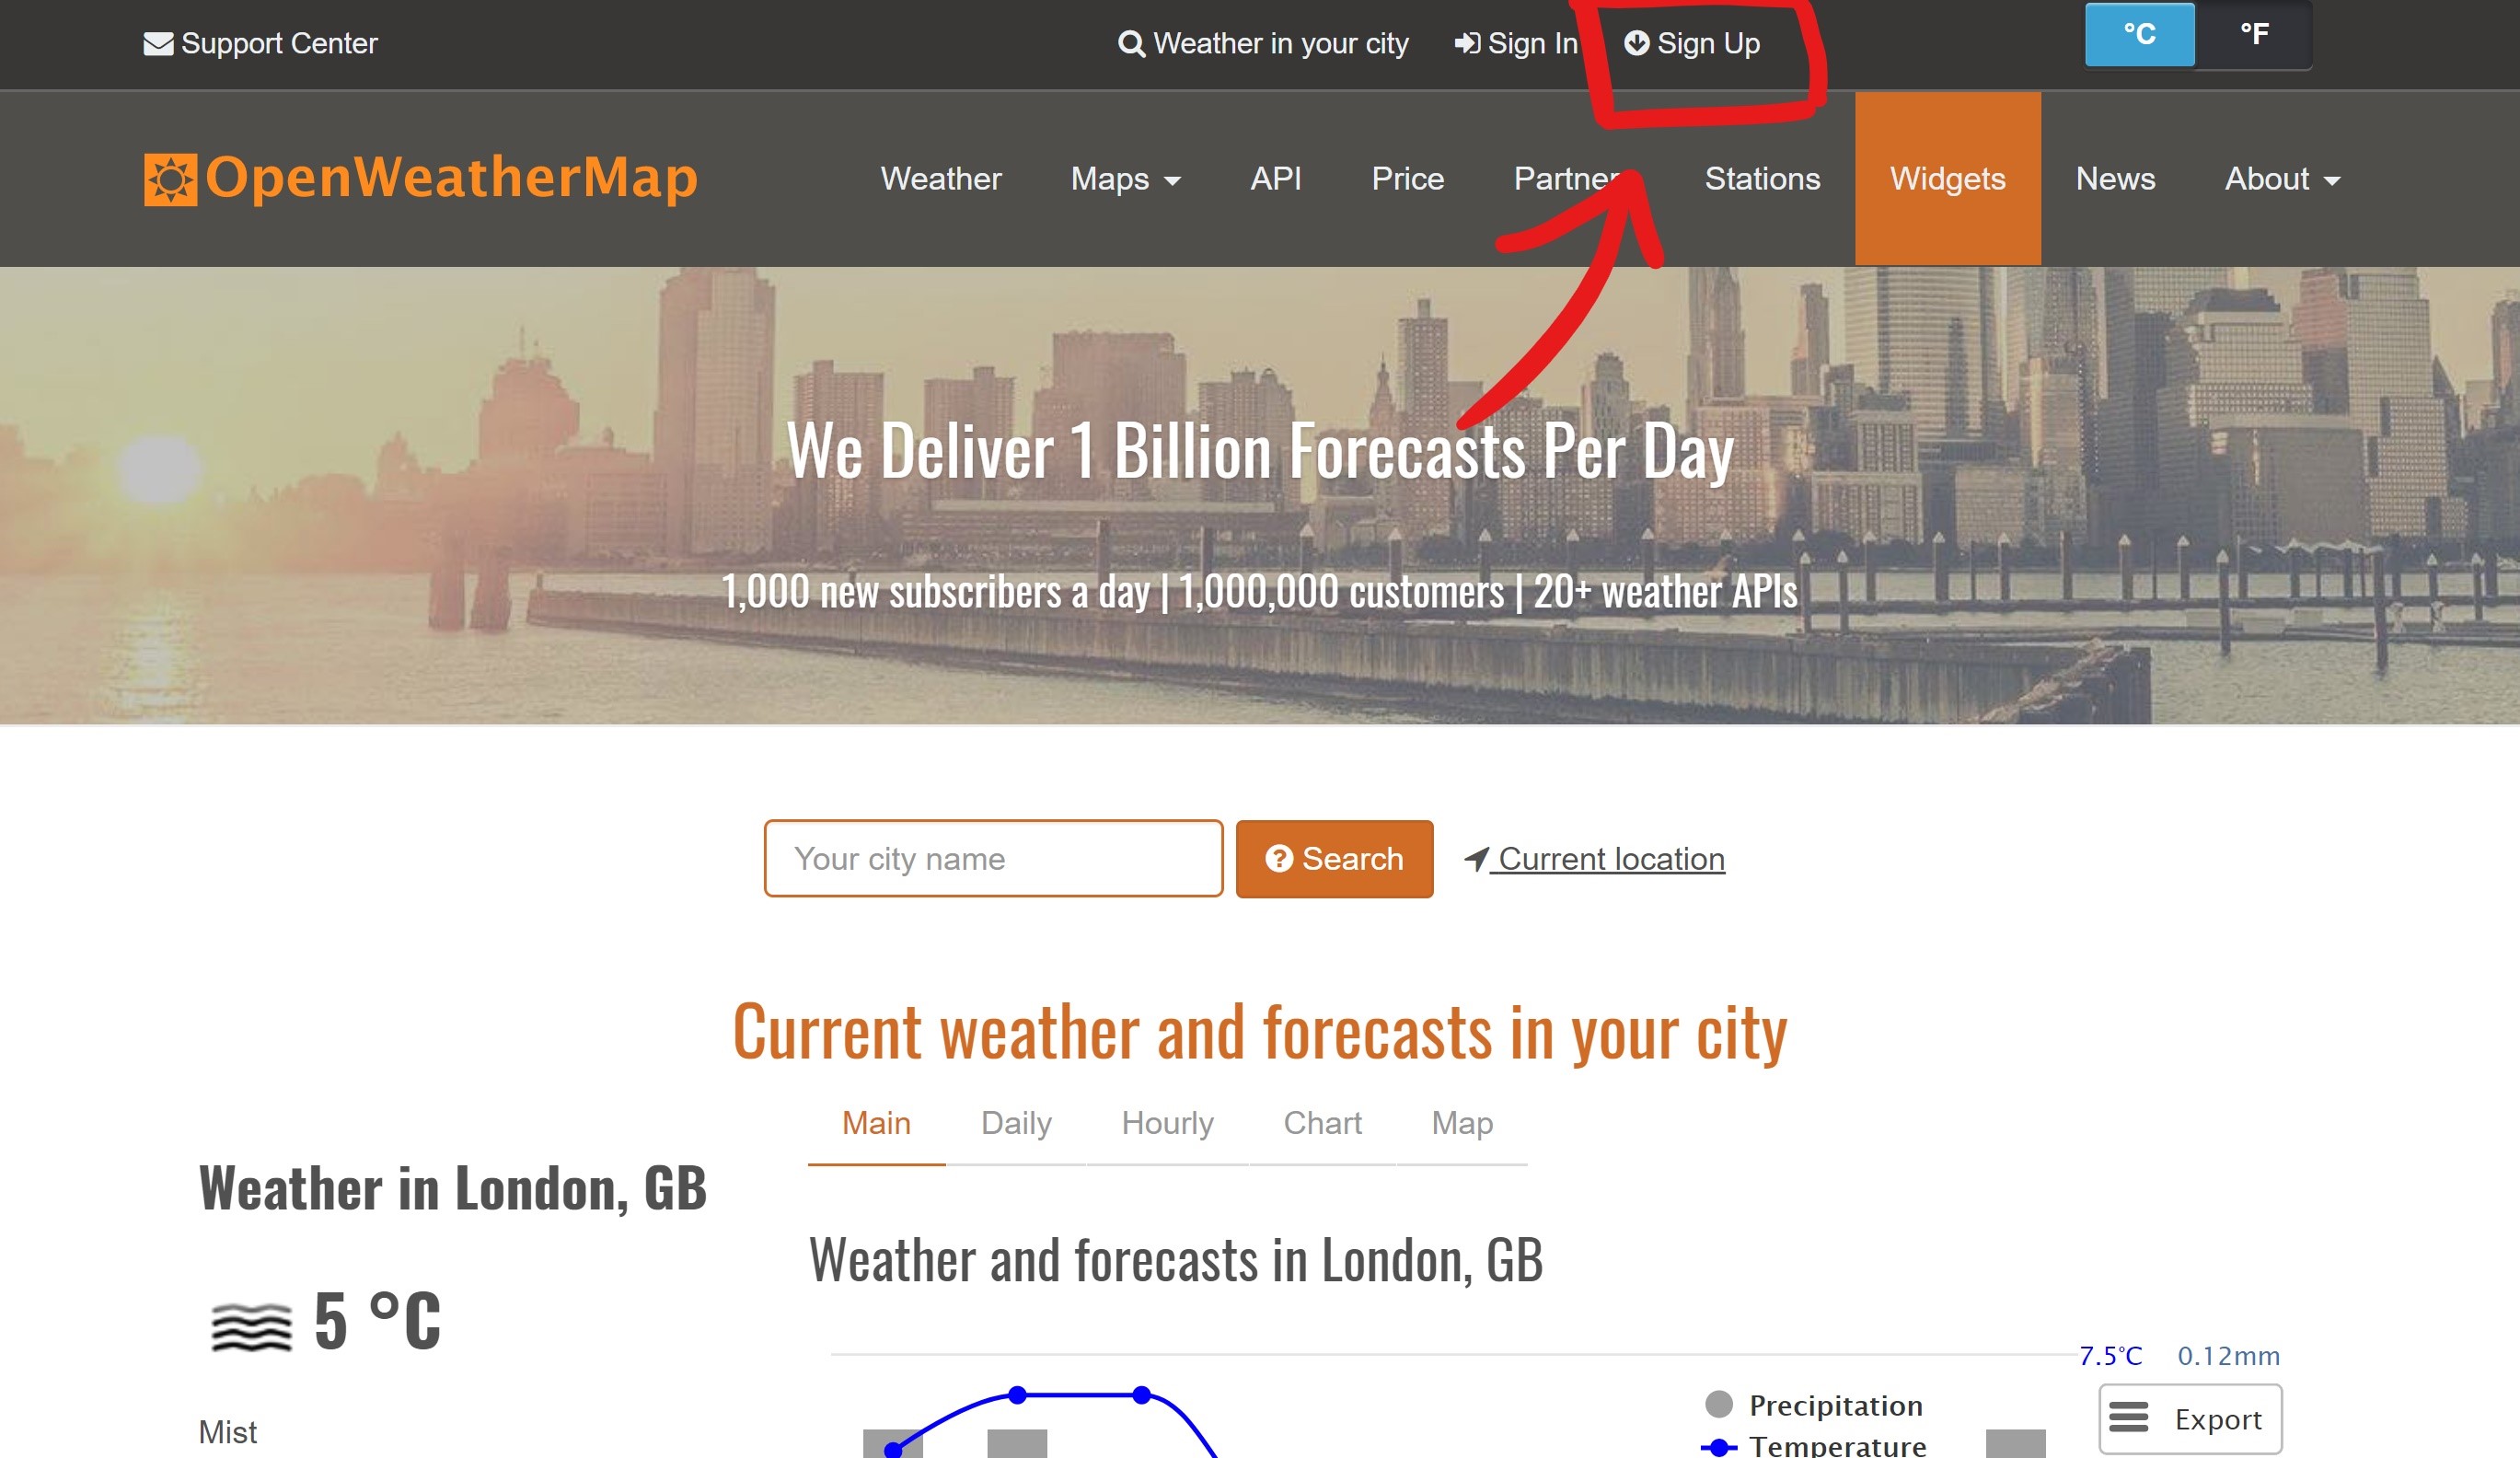 Support Center
Weather in your city Sign In Sign Up
°C °F
OpenWeatherMap
Weather Maps API Price Partner Stations Widgets News About
We Deliver 1 Billion Forecasts Per Day
1,000 new subscribers a day | 1,000,000 customers | 20+ weather APIs
Your city name Search Current location
Current weather and forecasts in your city
Main Daily Hourly Chart Map
Weather in London, GB
5 °C
Mist
Weather and forecasts in London, GB
7.5°C 0.12mm
Precipitation
Temperature
Export